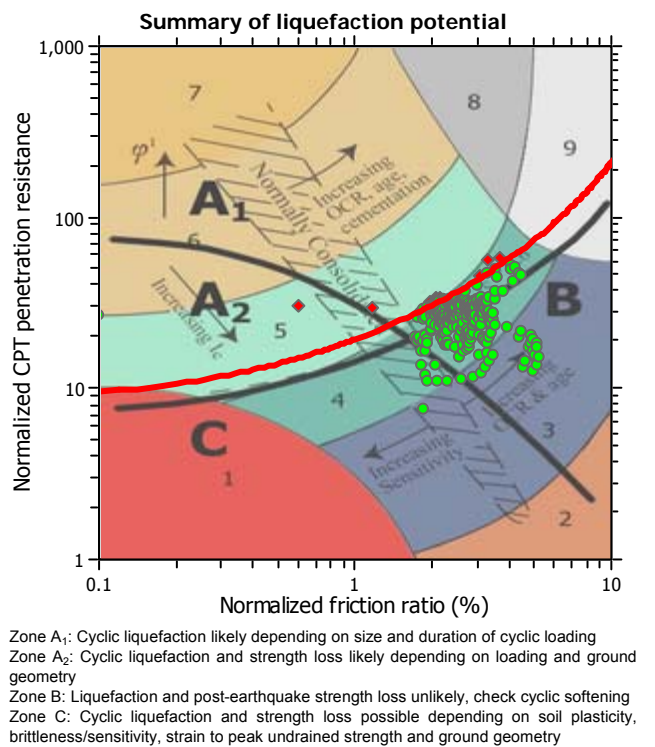 Summary of liquefaction potential
1,000
100
10
1
Normalized CPT penetration resistance
7
8
9
φ'
A1
Increasing
OCR, age,
cementation
Normally Consolid
6
A2
Increasing Ic
5
B
4
C
1
Increasing
OCR & age
Increasing
Sensitivity
3
2
0.1
1
10
Normalized friction ratio (%)
Zone A1: Cyclic liquefaction likely depending on size and duration of cyclic loading
Zone A2: Cyclic liquefaction and strength loss likely depending on loading and ground
geometry
Zone B: Liquefaction and post-earthquake strength loss unlikely, check cyclic softening
Zone C: Cyclic liquefaction and strength loss possible depending on soil plasticity,
brittleness/sensitivity, strain to peak undrained strength and ground geometry